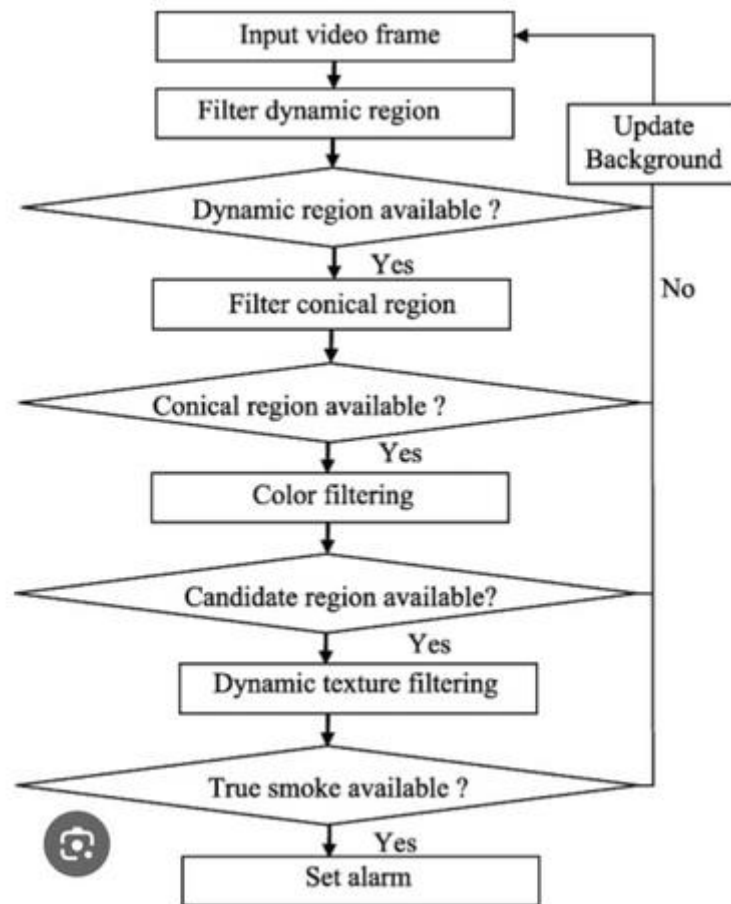 Input video frame
Filter dynamic region
Update
Background
Dynamic region available ?
Yes
No
Filter conical region
Conical region available ?
Yes
Color filtering
Candidate region available?
Yes
Dynamic texture filtering
True smoke available ?
Yes
Set alarm